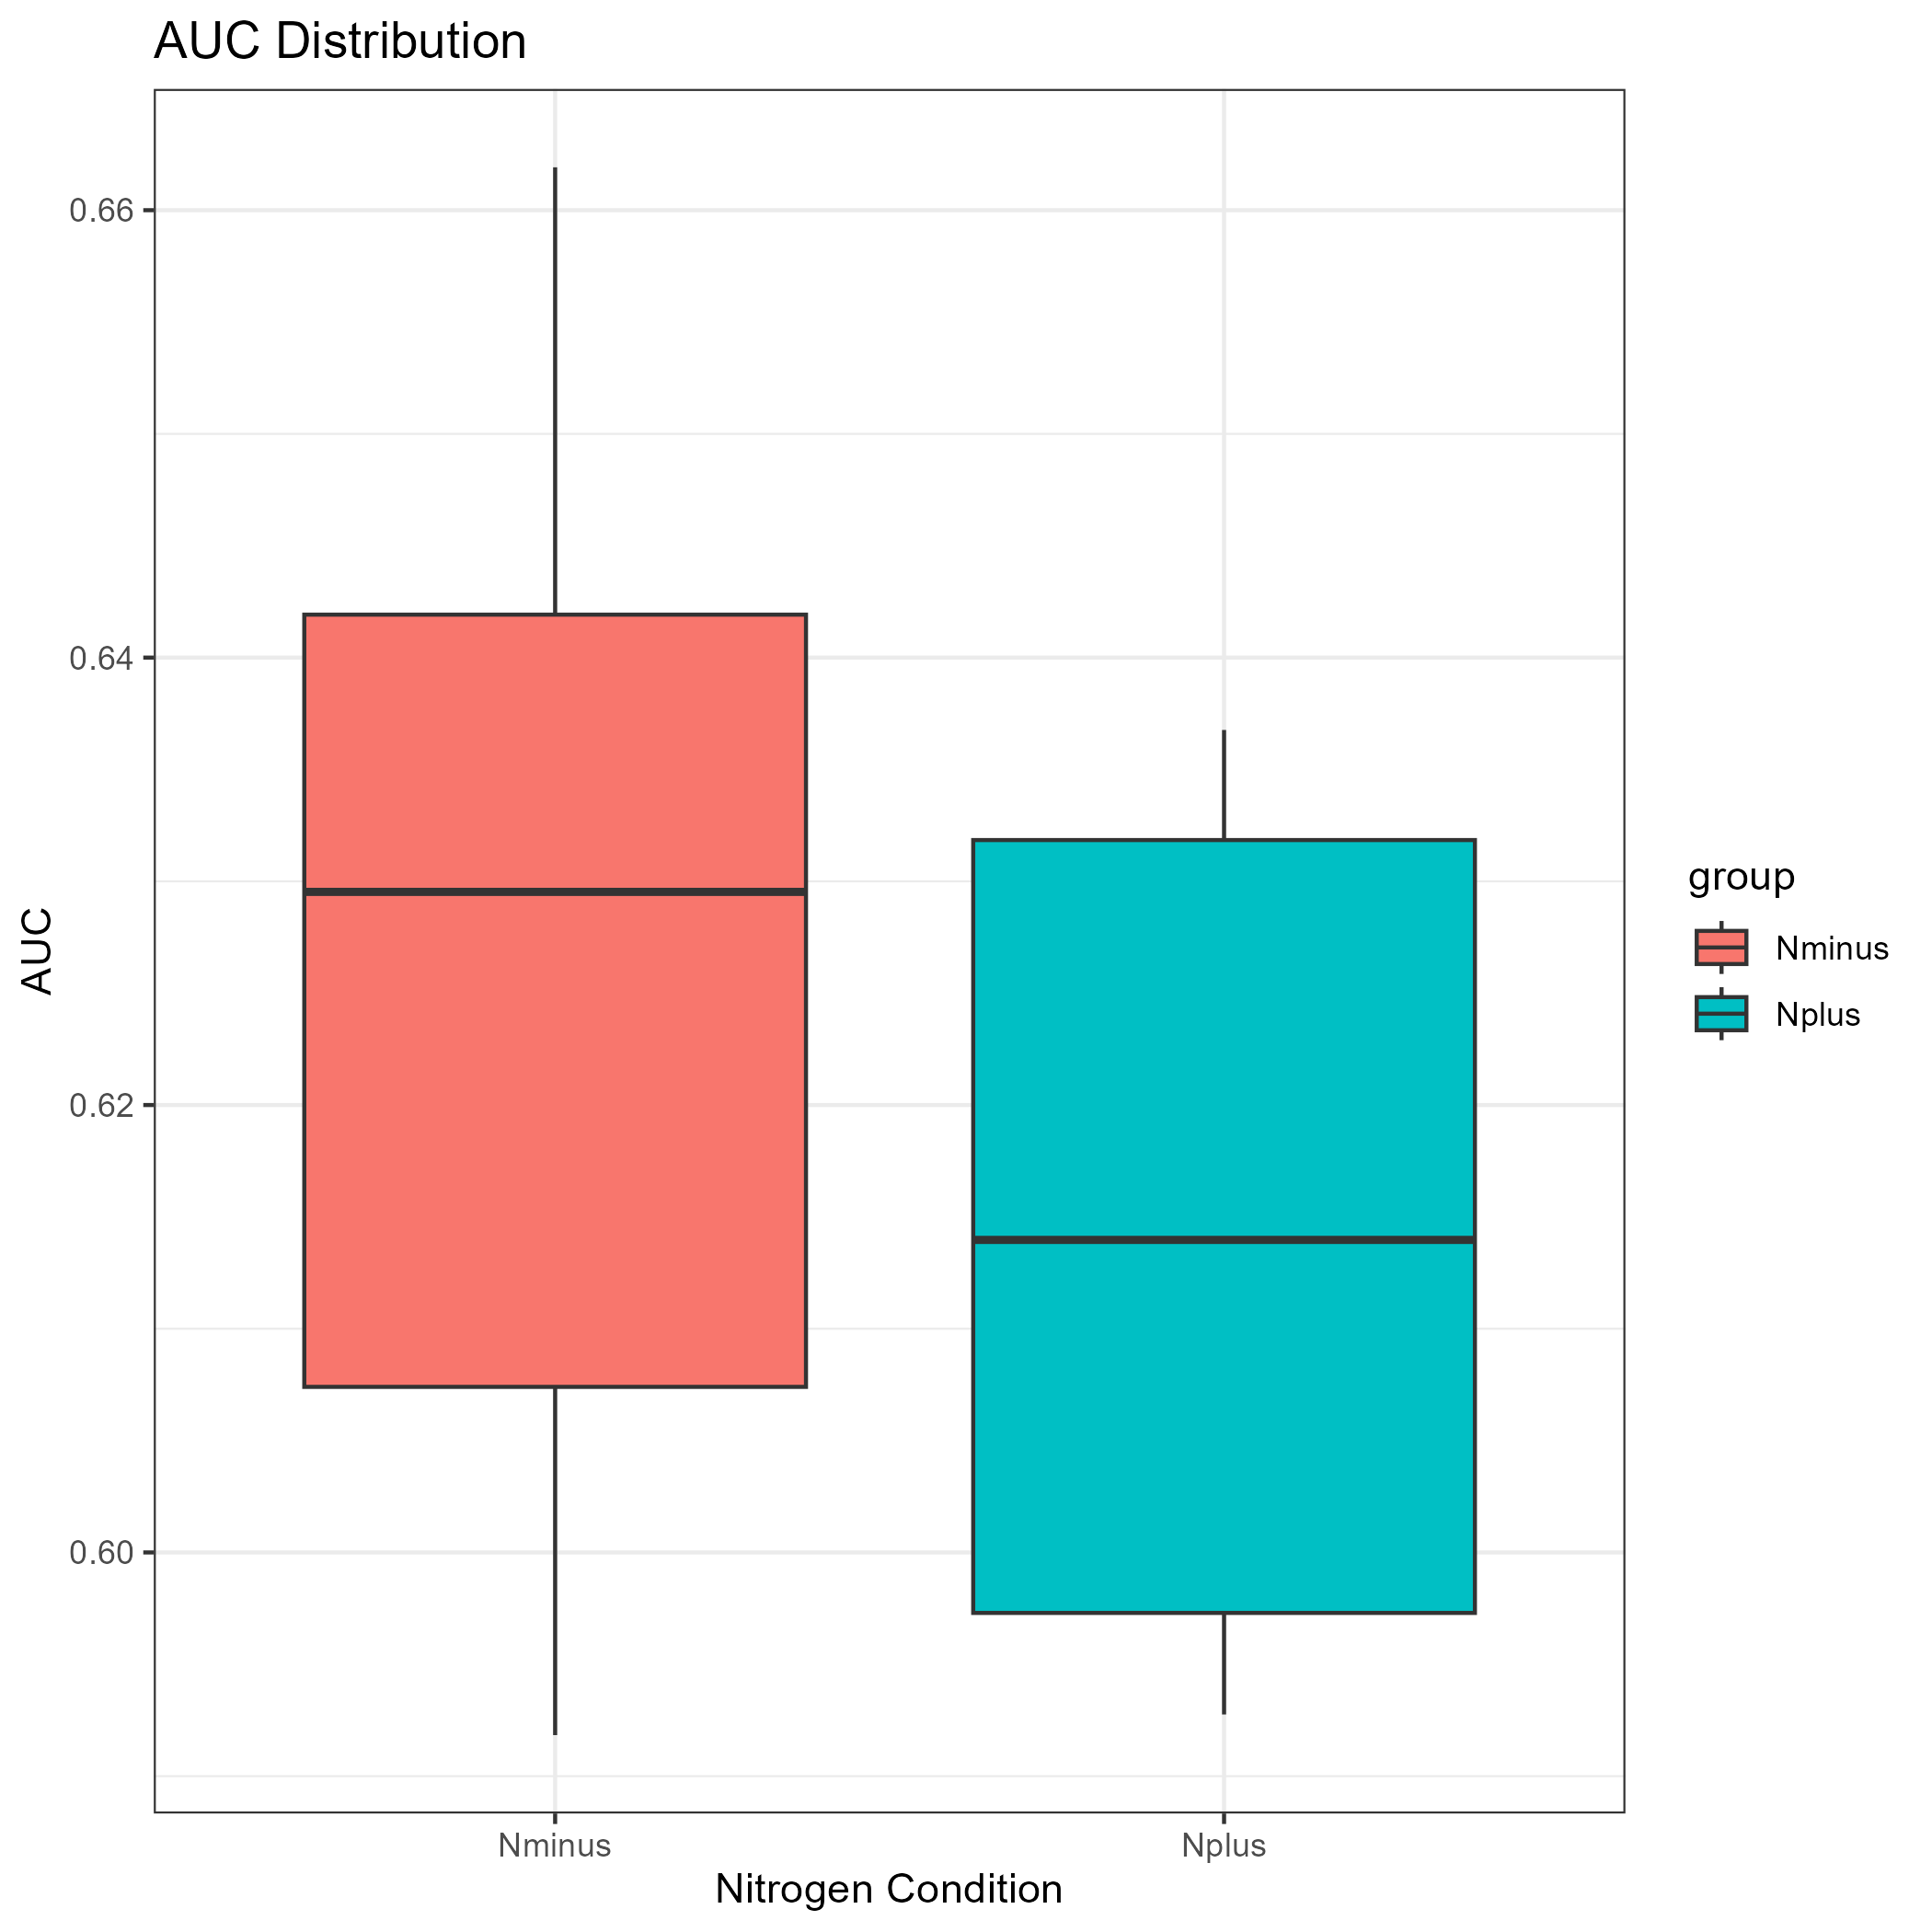 AUC Distribution
0.66
0.64
0.62
0.60
AUC
Nminus
Nplus
Nitrogen Condition
group
Nminus
Nplus